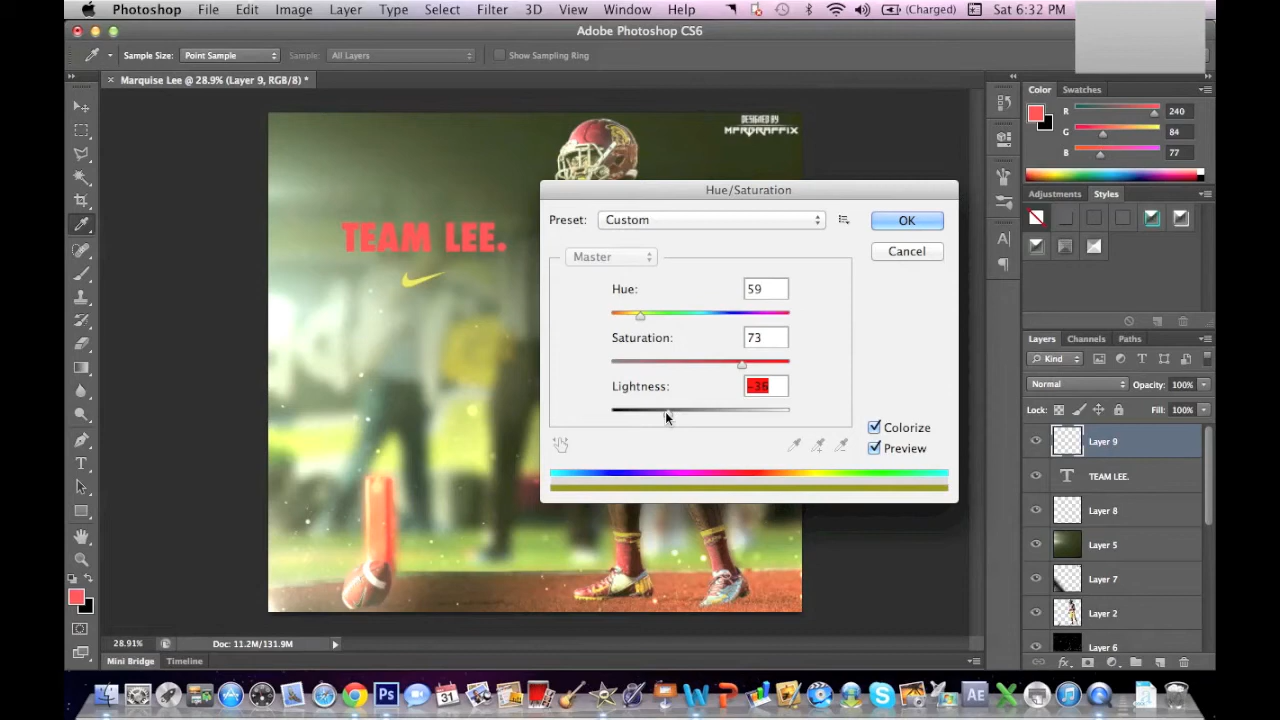 Photoshop File Edit Image Layer Type Select Filter 3D View Window Help (Charged) Sat 6:32 PM
Adobe Photoshop CS6
Sample Size: Point Sample Sample: All Layers Show Sampling Ring
× Marquise Lee @ 28.9% (Layer 9, RGB/8) *
DESIGNED BY
TEAM LEE.
Hue/Saturation
Preset: Custom
OK
Cancel
Master
Hue: 59
Saturation: 73
Lightness: -36
Colorize
Preview
Color Swatches
R 240
G 84
B 77
Adjustments Styles
Layers Channels Paths
Kind
Normal Opacity: 100%
Lock: Fill: 100%
Layer 9
T TEAM LEE.
Layer 8
Layer 5
Layer 7
Layer 2
Layer 6
28.91% Doc: 11.2M/131.9M
Mini Bridge Timeline
Ps
31
W
P
S
Ae
X